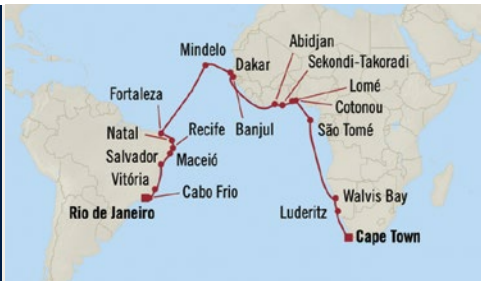 Mindelo
Dakar
Abidjan
Sekondi-Takoradi
Lomé
Cotonou
Fortaleza
Banjul
São Tomé
Natal
Recife
Salvador
Maceió
Vitória
Cabo Frio
Rio de Janeiro
Walvis Bay
Luderitz
Cape Town